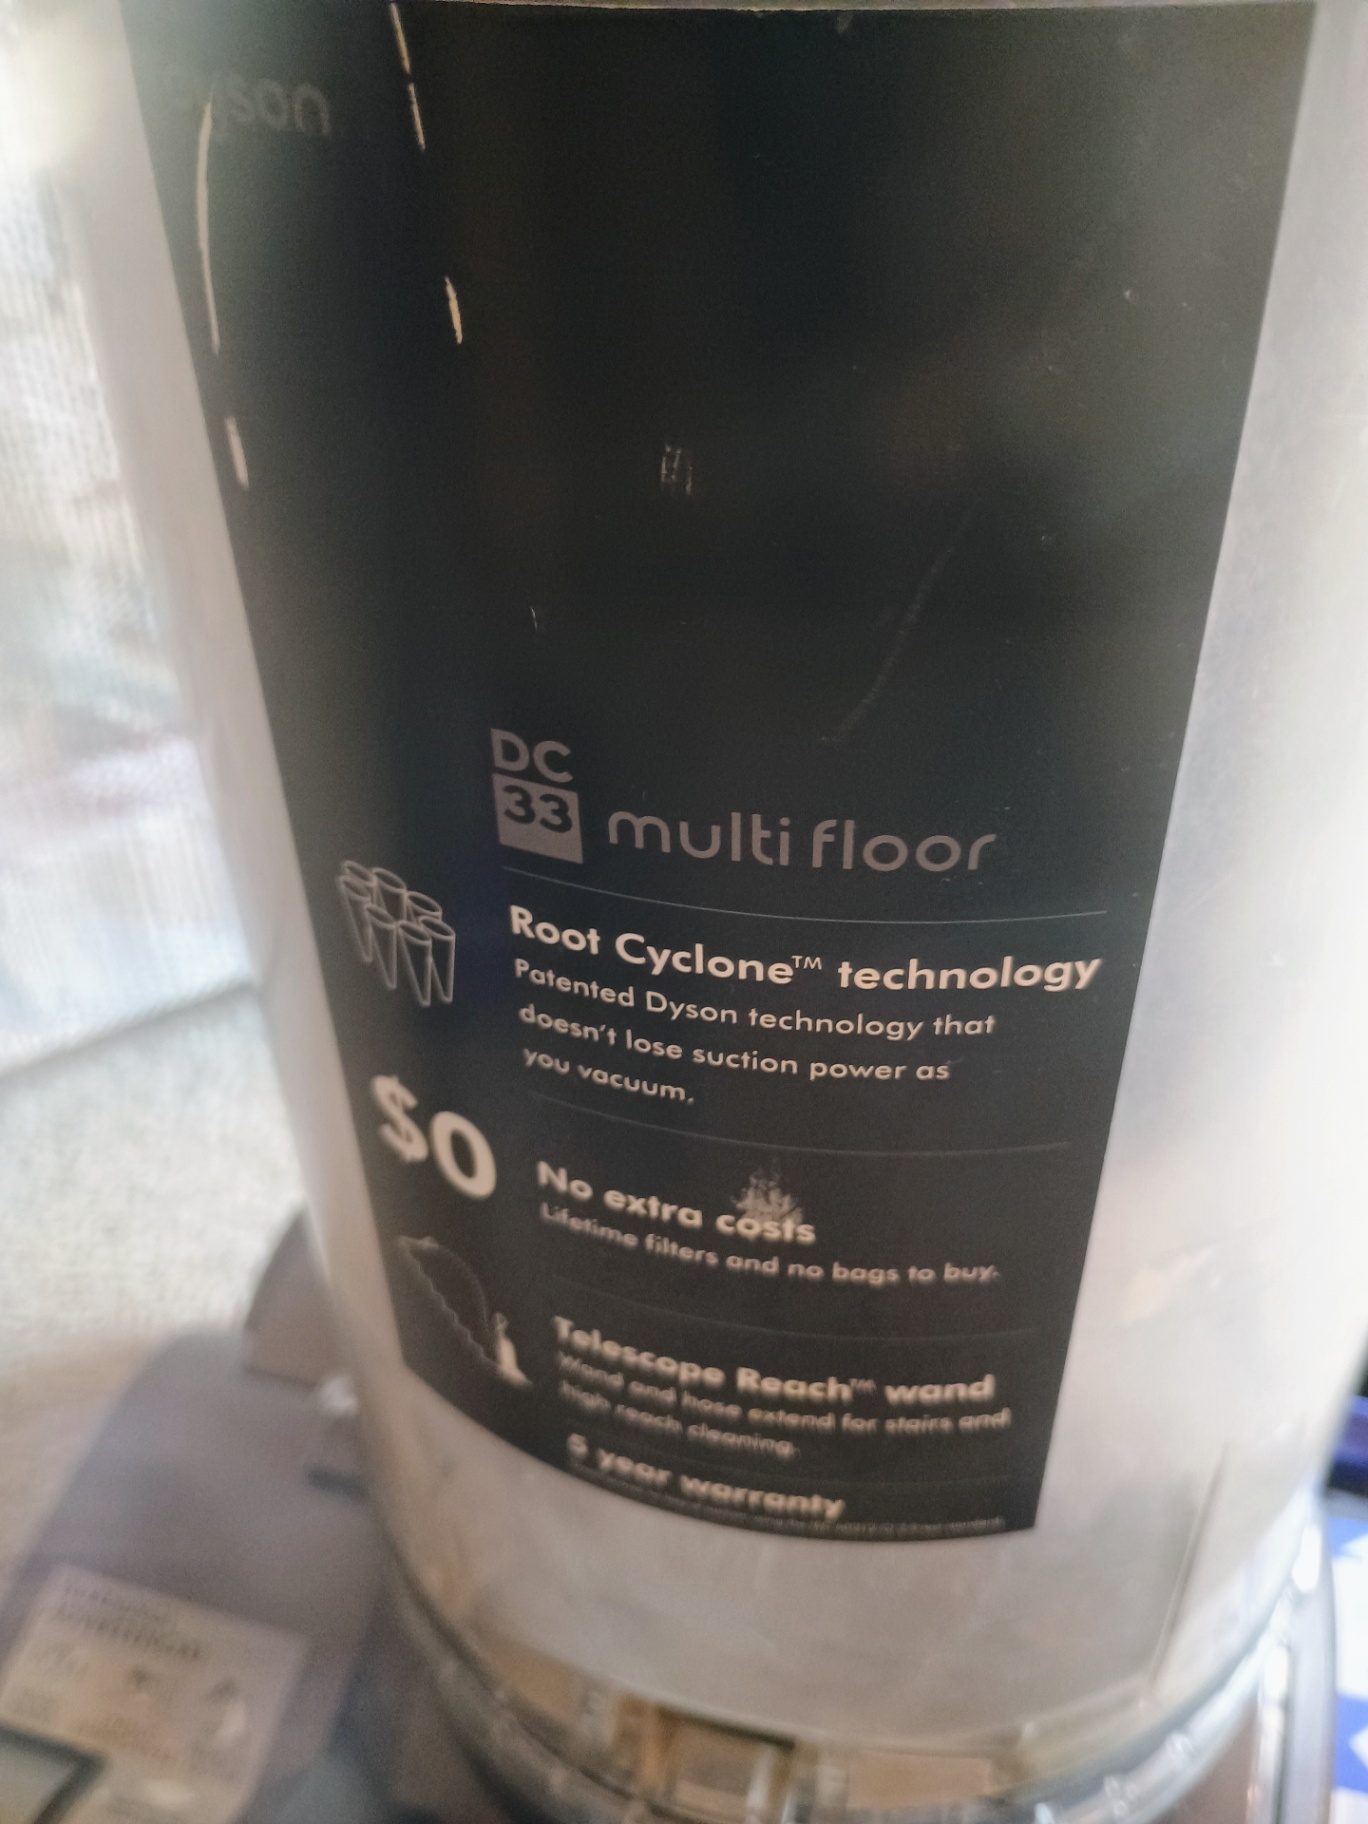 dyson
DC
33
multi floor
Root Cyclone™ technology
Patented Dyson technology that
doesn't lose suction power as
you vacuum.
$0
No extra costs
Lifetime filters and no bags to buy.
Telescope Reach™ wand
Wand and hose extend for stairs and
high reach cleaning.
5 year warranty